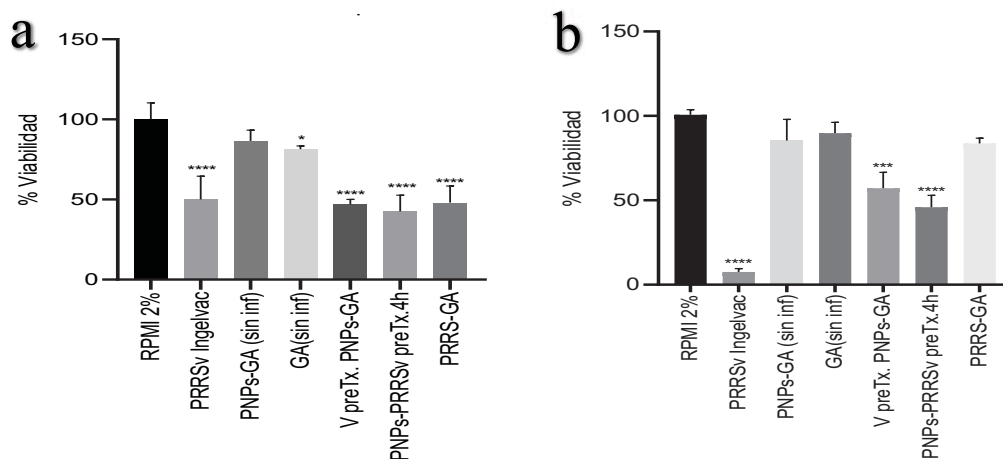 a
% Viabilidad
150
100
50
0
****
*
****
****
****
RPMI 2%
PRRSv Ingelvac
PNPs-GA (sin inf)
GA(sin inf)
V preTx. PNPs-GA
PNPs-PRRSv preTx.4h
PRRS-GA
b
% Viabilidad
150
100
50
0
****
***
****
RPMI 2%
PRRSv Ingelvac
PNPs-GA (sin inf)
GA(sin inf)
V preTx. PNPs-GA
PNPs-PRRSv preTx.4h
PRRS-GA